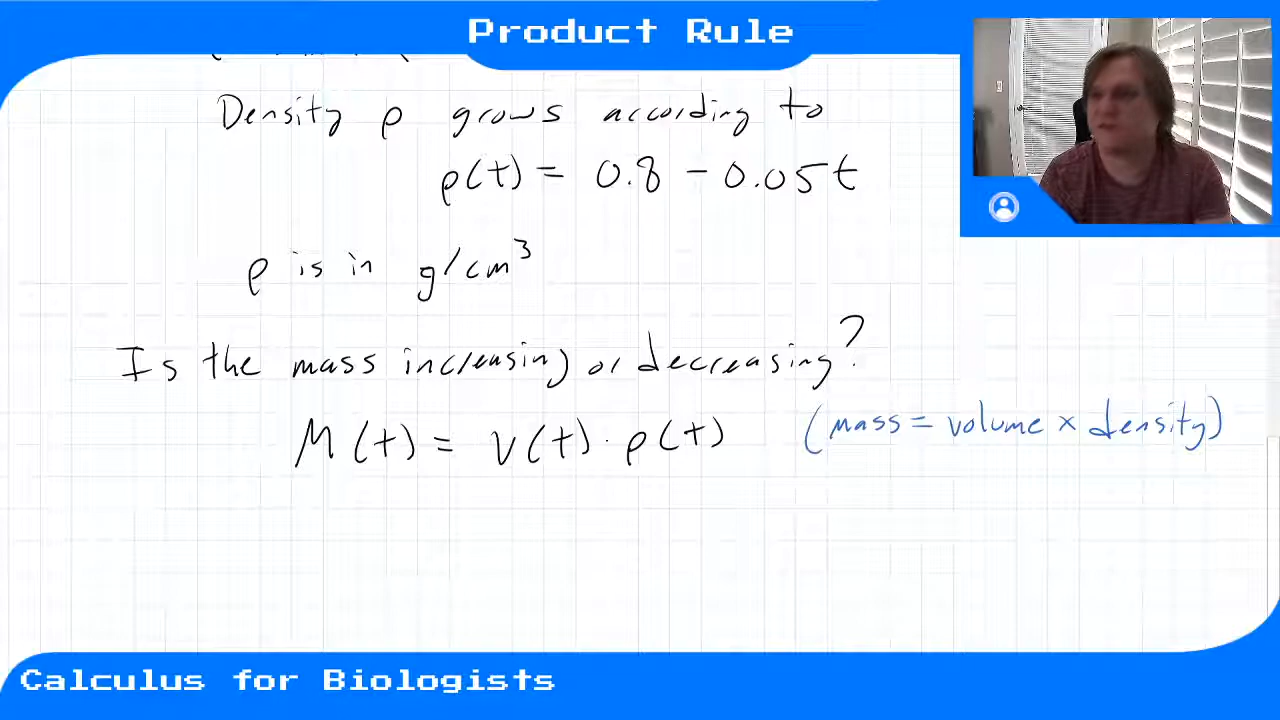 Product Rule
Density ρ grows according to
ρ(t) = 0.8 - 0.05t
ρ is in g/cm³
Is the mass increasing or decreasing?
M(t) = V(t) · ρ(t) (mass = volume × density)
Calculus for Biologists